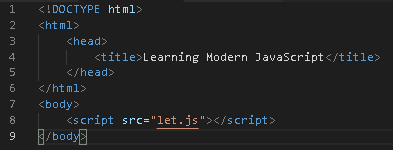 1 <!DOCTYPE html>
2 <html>
3     <head>
4         <title>Learning Modern JavaScript</title>
5     </head>
6 </html>
7 <body>
8     <script src="let.js"></script>
9 </body>